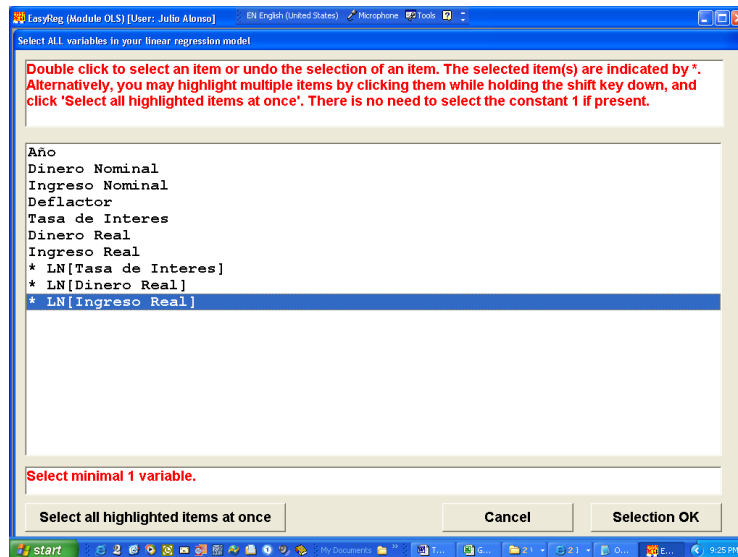 EasyReg (Module OLS) [User: Julio Alonso]
EN English (United States) Microphone Tools
Select ALL variables in your linear regression model
Double click to select an item or undo the selection of an item. The selected item(s) are indicated by *.
Alternatively, you may highlight multiple items by clicking them while holding the shift key down, and
click 'Select all highlighted items at once'. There is no need to select the constant 1 if present.
Año
Dinero Nominal
Ingreso Nominal
Deflactor
Tasa de Interes
Dinero Real
Ingreso Real
* LN[Tasa de Interes]
* LN[Dinero Real]
* LN[Ingreso Real]
Select minimal 1 variable.
Select all highlighted items at once
Cancel
Selection OK
start
My Documents
T...
G...
2 1
O...
E...
9:25 PM